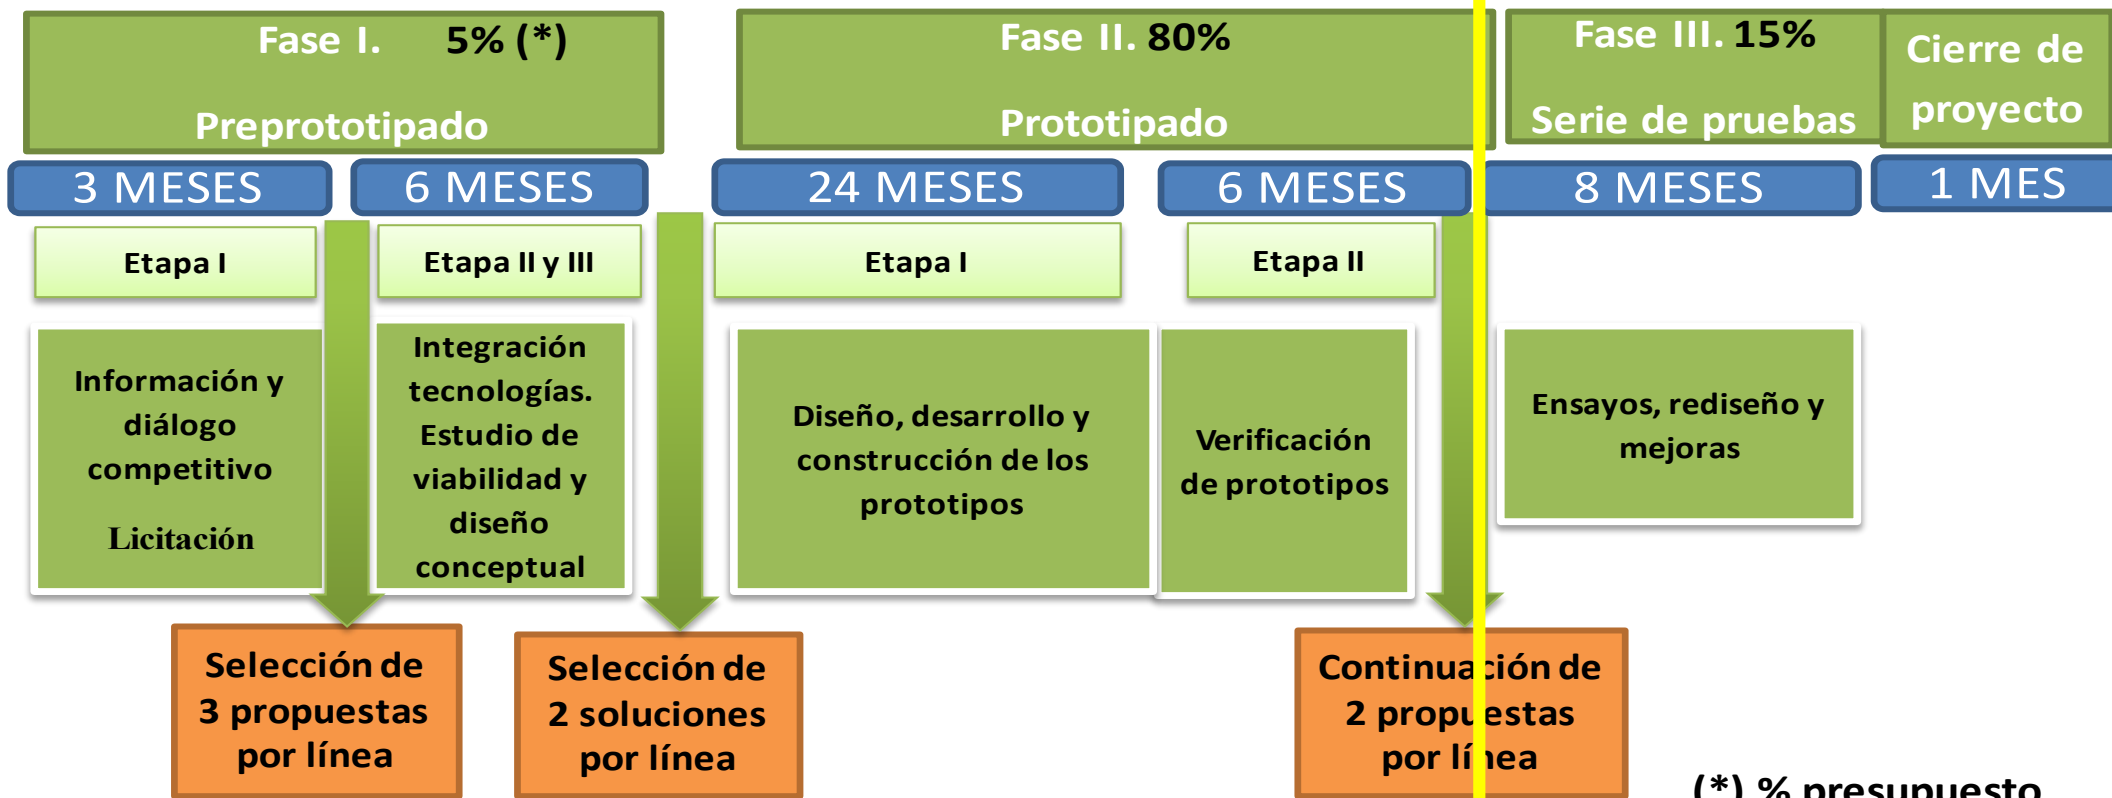 Fase I. 5% (*)
Preprototipado
Fase II. 80%
Prototipado
Fase III. 15%
Serie de pruebas
Cierre de
proyecto
3 MESES
6 MESES
24 MESES
6 MESES
8 MESES
1 MES
Etapa I
Etapa II y III
Etapa I
Etapa II
Información y
diálogo
competitivo
Licitación
Integración
tecnologías.
Estudio de
viabilidad y
diseño
conceptual
Diseño, desarrollo y
construcción de los
prototipos
Verificación
de prototipos
Ensayos, rediseño y
mejoras
Selección de
3 propuestas
por línea
Selección de
2 soluciones
por línea
Continuación de
2 propuestas
por línea
(*) % presupuesto